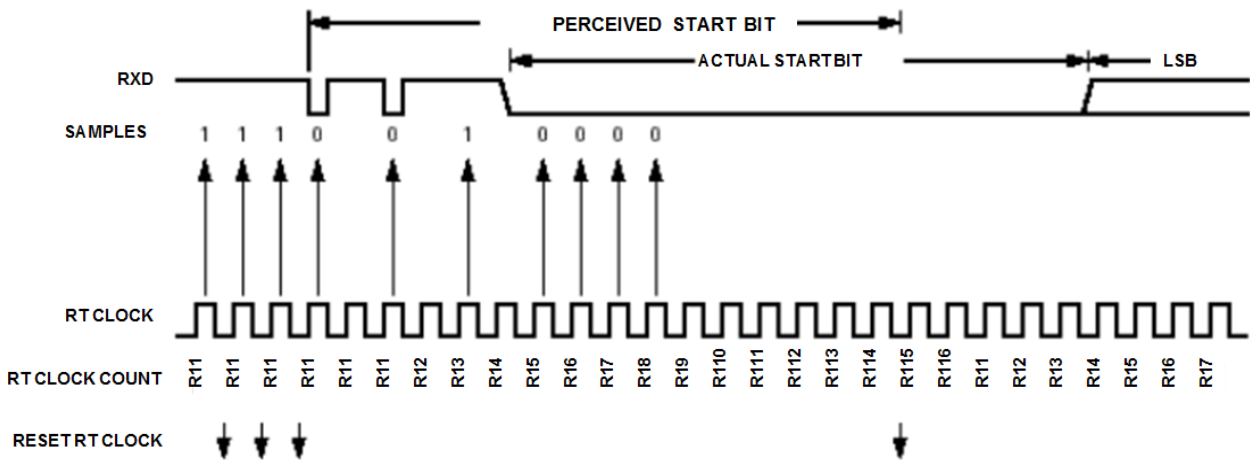 PERCEIVED START BIT
ACTUAL STARTBIT
LSB
RXD
SAMPLES
1 1 1 0 0 1 0 0 0 0
RT CLOCK
RT CLOCK COUNT
R11 R11 R11 R11 R11 R11 R12 R13 R14 R15 R16 R17 R18 R19 R110 R111 R112 R113 R114 R115 R116 R11 R12 R13 R14 R15 R16 R17
RESET RT CLOCK